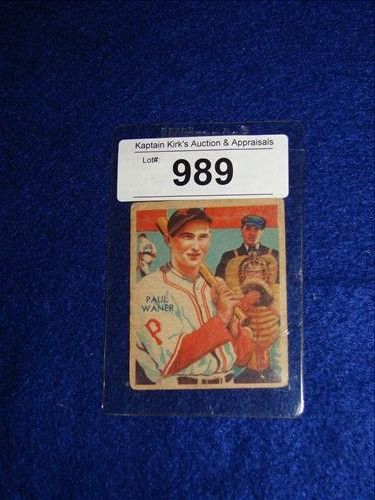 Kaptain Kirk's Auction & Appraisals
Lot#:
989
PAUL
WANER
P